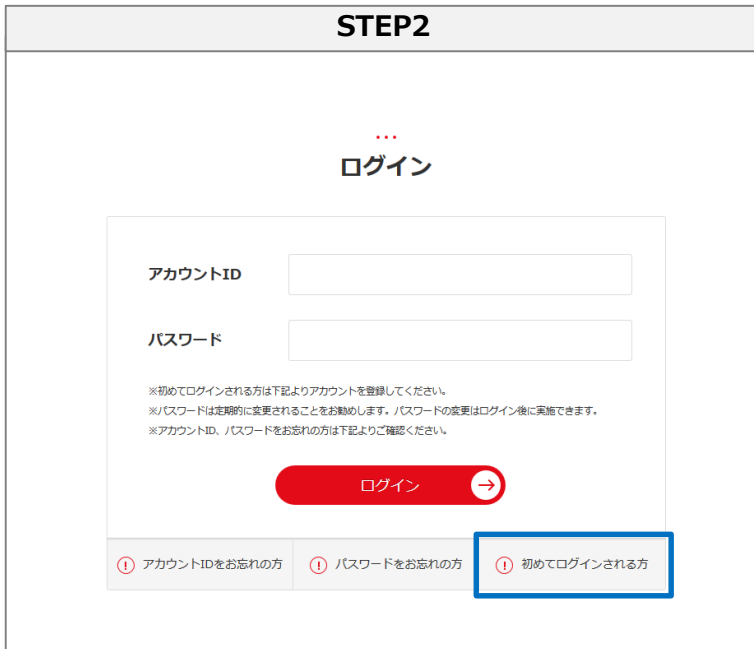 STEP2
ログイン
アカウントID
パスワード
※初めてログインされる方は下記よりアカウントを登録してください。
※パスワードは定期的に変更されることをお勧めします。パスワードの変更はログイン後に実施できます。
※アカウントID、パスワードをお忘れの方は下記よりご確認ください。
ログイン
アカウントIDをお忘れの方 パスワードをお忘れの方 初めてログインされる方